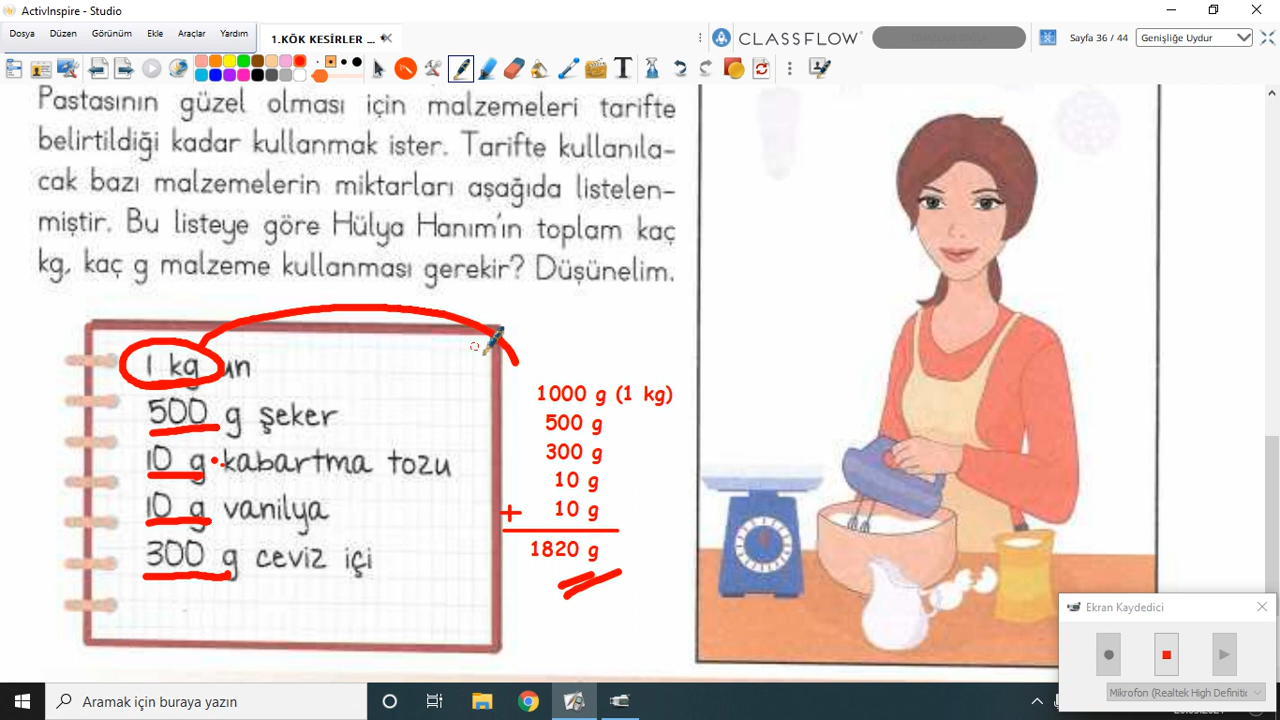 ActivInspire - Studio
Dosya Düzen Görünüm Ekle Araçlar Yardım
1.KÖK KESİRLER ...
CLASSFLOW
Sayfa 36 / 44
Genişliğe Uydur
Pastasının güzel olması için malzemeleri tarifte
belirtildiği kadar kullanmak ister. Tarifte kullanıla-
cak bazı malzemelerin miktarları aşağıda listelen-
miştir. Bu listeye göre Hülya Hanım'ın toplam kaç
kg, kaç g malzeme kullanması gerekir? Düşünelim.
1 kg un
500 g şeker
10 g kabartma tozu
10 g vanilya
300 g ceviz içi
1000 g (1 kg)
500 g
300 g
10 g
+ 10 g
1820 g
Ekran Kaydedici
Mikrofon (Realtek High Definitic
Aramak için buraya yazın